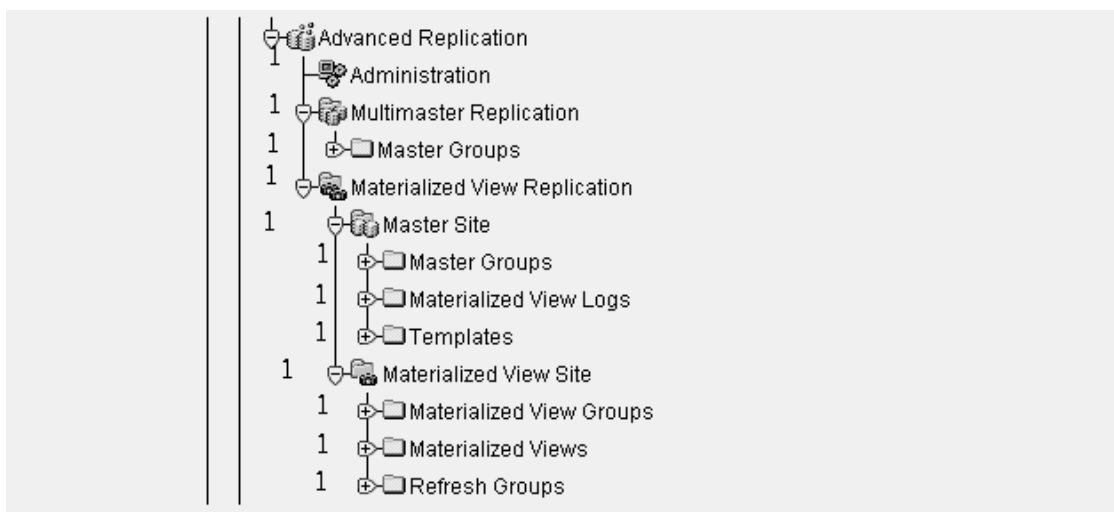 Advanced Replication
1
Administration
1 Multimaster Replication
1 Master Groups
1 Materialized View Replication
1 Master Site
1 Master Groups
1 Materialized View Logs
1 Templates
1 Materialized View Site
1 Materialized View Groups
1 Materialized Views
1 Refresh Groups